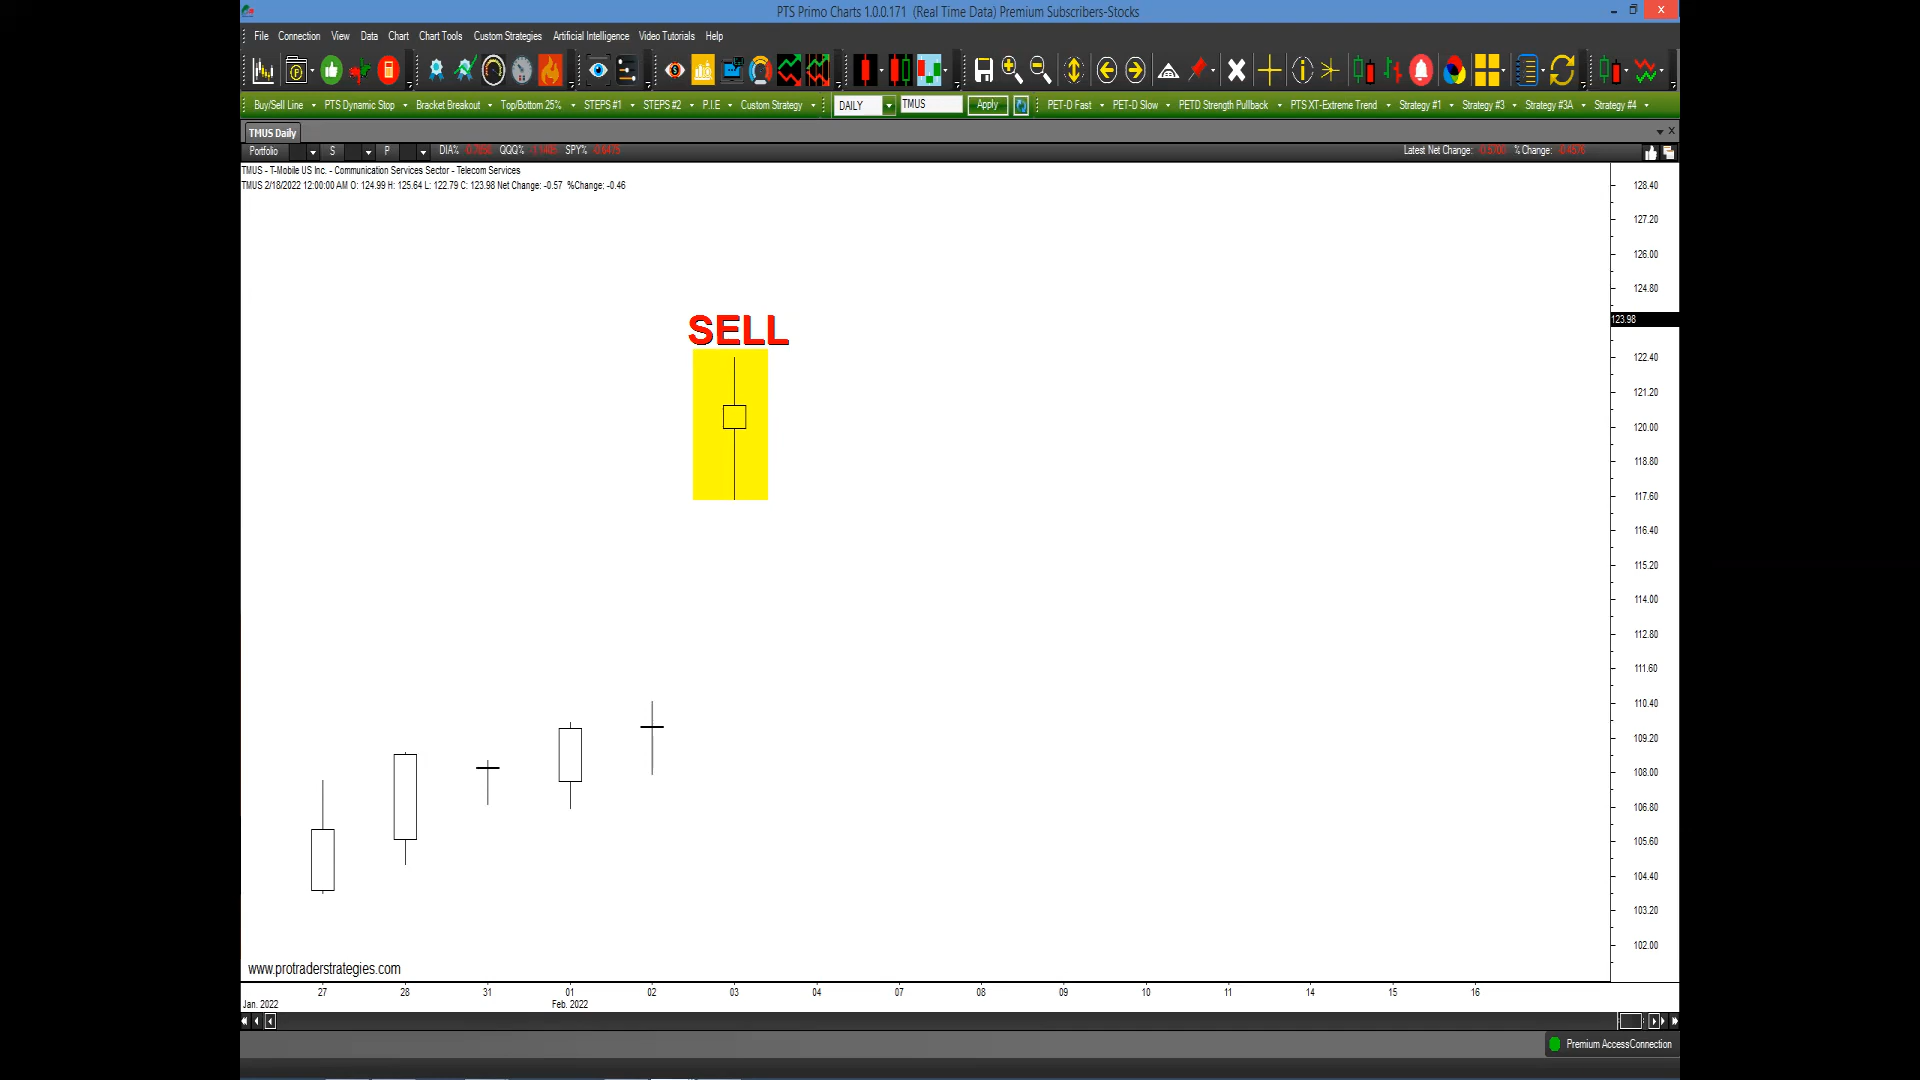 PTS Primo Charts 1.0.0.171 (Real Time Data) Premium Subscribers-Stocks
File Connection View Data Chart Chart Tools Custom Strategies Artificial Intelligence Video Tutorials Help
Buy/Sell Line PTS Dynamic Stop Bracket Breakout Top/Bottom 25% STEPS #1 STEPS #2 P.I.E Custom Strategy DAILY TMUS Apply PET-D Fast PET-D Slow PETD Strength Pullback PTS XT-Extreme Trend Strategy #1 Strategy #3 Strategy #3A Strategy #4
TMUS Daily
Portfolio S P DIA% QQQ% SPY% Latest Net Change: % Change:
TMUS - T-Mobile US Inc. - Communication Services Sector - Telecom Services
TMUS 2/18/2022 12:00:00 AM O: 124.99 H: 125.64 L: 122.79 C: 123.98 Net Change: -0.57 %Change: -0.46
128.40
127.20
126.00
124.80
123.98
SELL
122.40
121.20
120.00
118.80
117.60
116.40
115.20
114.00
112.80
111.60
110.40
109.20
108.00
106.80
105.60
104.40
103.20
102.00
www.protraderstrategies.com
27 28 31 01 02 03 04 07 08 09 10 11 14 15 16
Jan. 2022 Feb. 2022
Premium AccessConnection